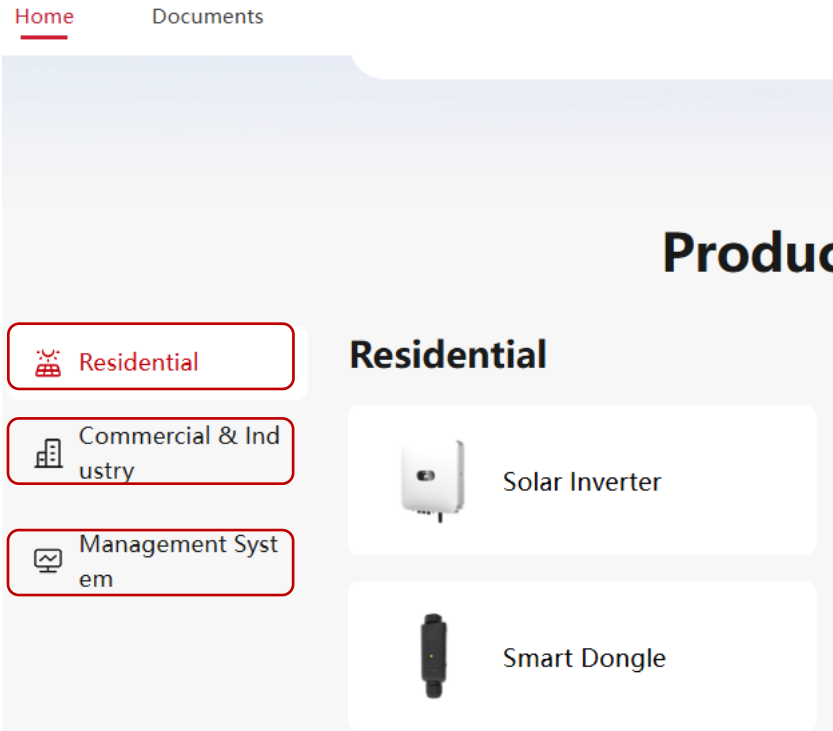 Home Documents
Produc
Residential
Residential
Commercial & Ind
ustry
Management Syst
em
Solar Inverter
Smart Dongle